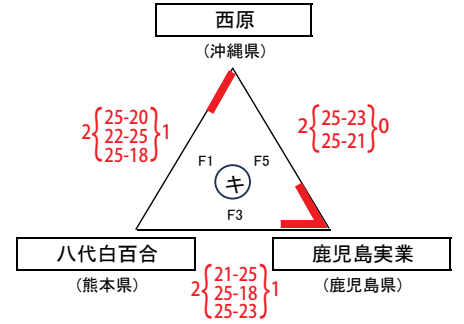 西原
(沖縄県)
25-20
2{22-25}1
25-18
25-23
2{25-21}0
F1
F5
キ
F3
八代白百合
(熊本県)
鹿児島実業
(鹿児島県)
21-25
2{25-18}1
25-23